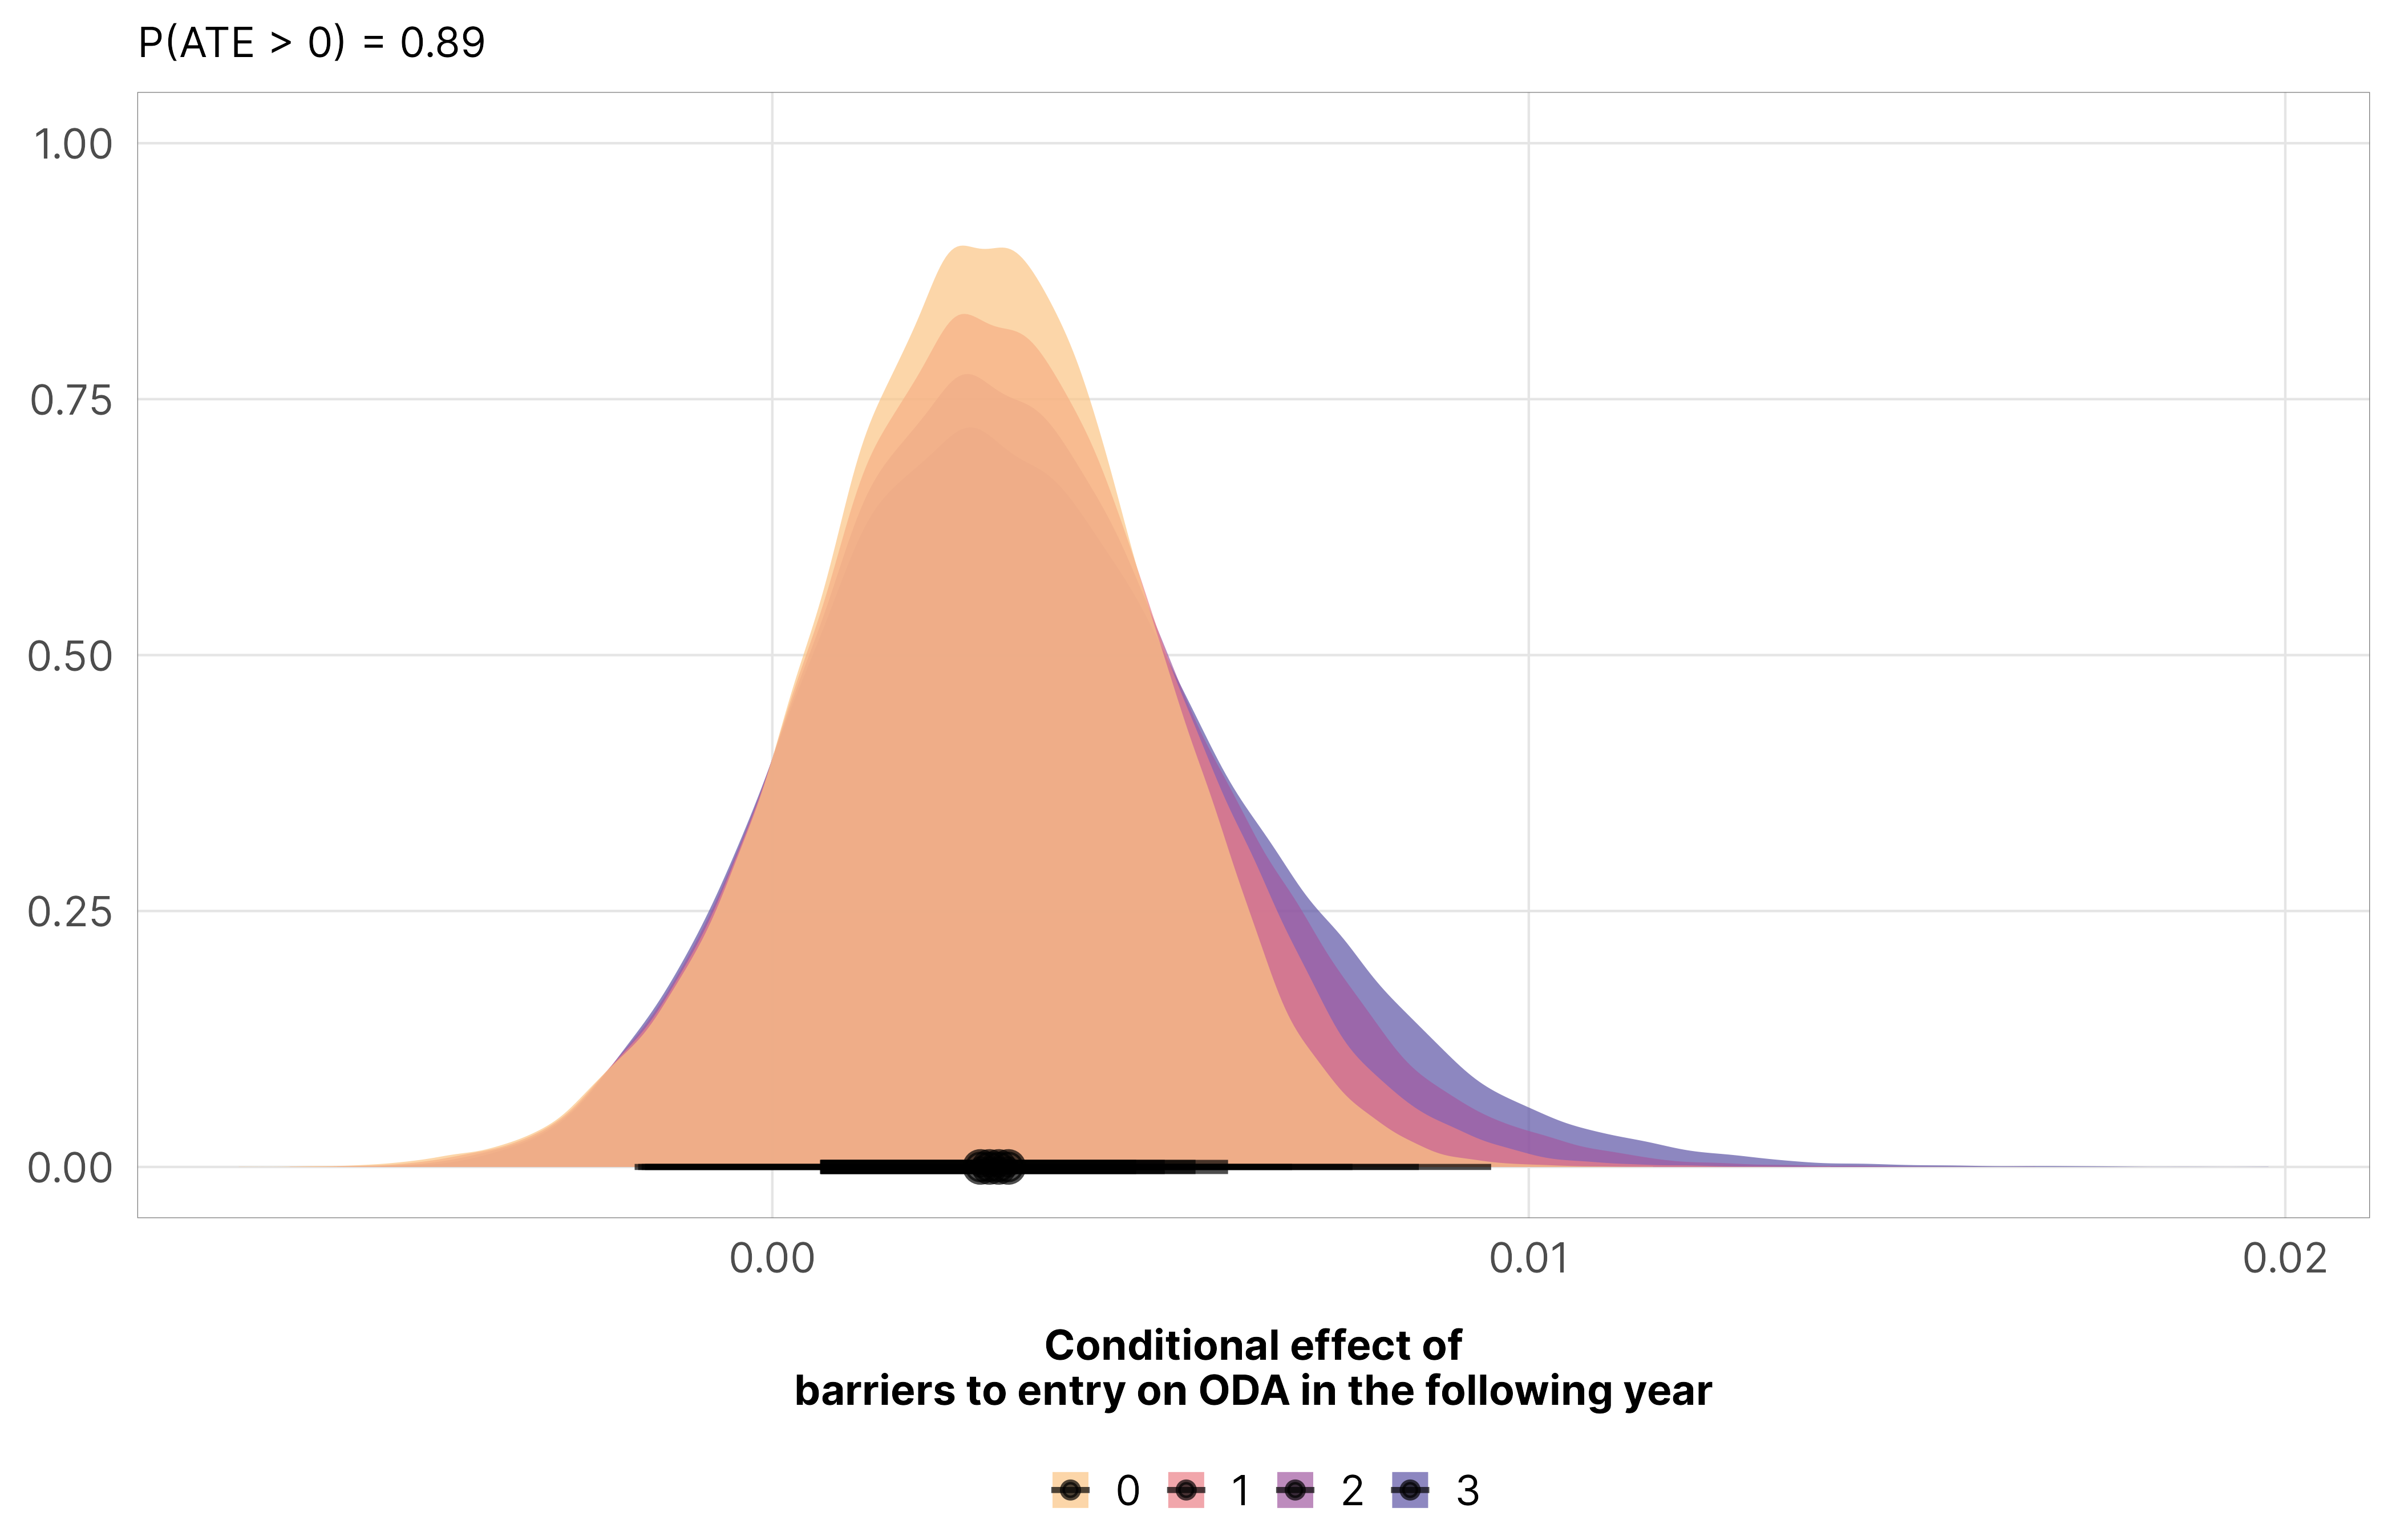 P(ATE > 0) = 0.89
1.00
0.75
0.50
0.25
0.00
0.00 0.01 0.02
Conditional effect of
barriers to entry on ODA in the following year
0 1 2 3